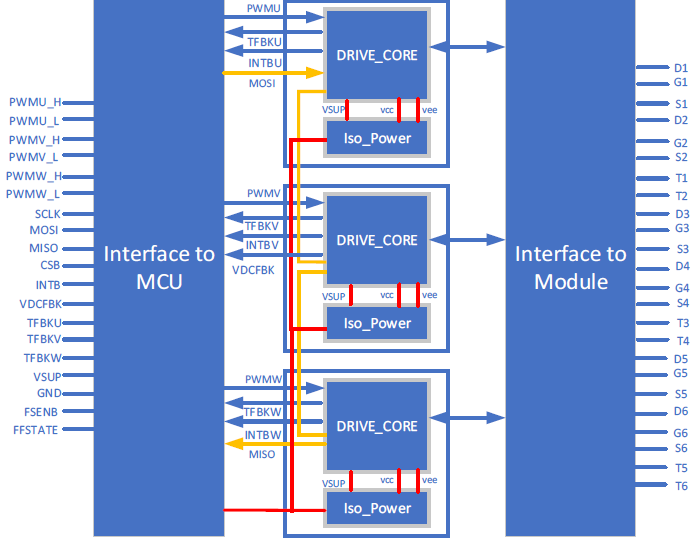 PWMU_H
PWMU_L
PWMV_H
PWMV_L
PWMW_H
PWMW_L
SCLK
MOSI
MISO
CSB
INTB
VDCFBK
TFBKU
TFBKV
TFBKW
VSUP
GND
FSENB
FFSTATE
Interface to
MCU
PWMU
TFBKU
INTBU
MOSI
DRIVE_CORE
VSUP
vcc
vee
Iso_Power
PWMV
TFBKV
INTBV
VDCFBK
DRIVE_CORE
VSUP
vcc
vee
Iso_Power
PWMW
TFBKW
INTBW
MISO
DRIVE_CORE
VSUP
vcc
vee
Iso_Power
Interface to
Module
D1
G1
S1
D2
G2
S2
T1
T2
D3
G3
S3
D4
G4
S4
T3
T4
D5
G5
S5
D6
G6
S6
T5
T6